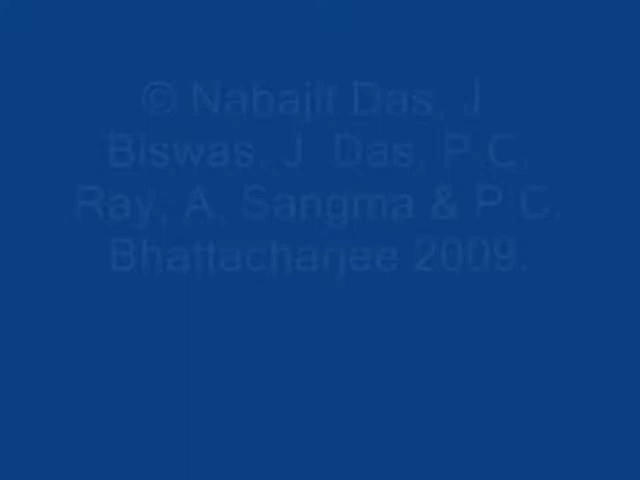 © Nabajit Das, J
Biswas, J. Das, P.C.
Ray, A. Sangma & P.C.
Bhattacharjee 2009.